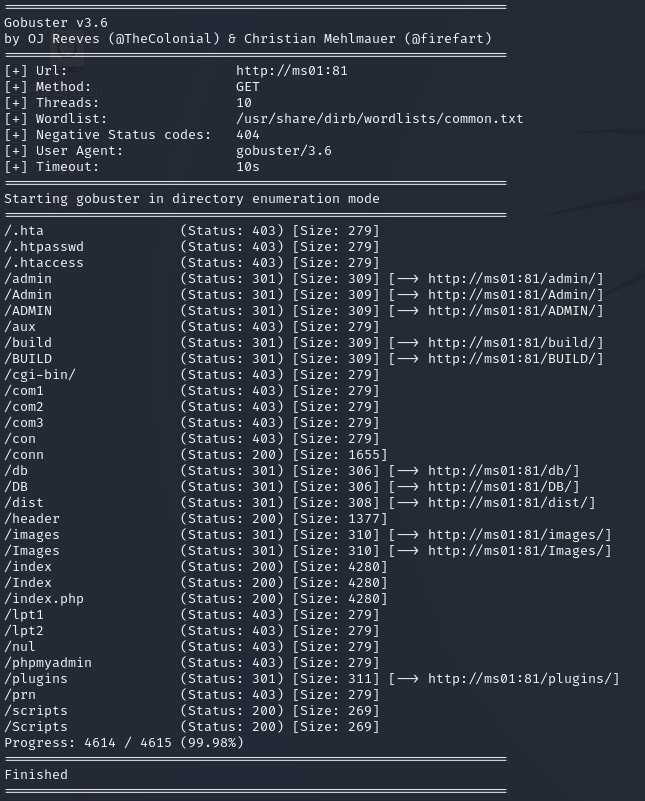 ===============================================================
Gobuster v3.6
by OJ Reeves (@TheColonial) & Christian Mehlmauer (@firefart)
===============================================================
[+] Url:                     http://ms01:81
[+] Method:                  GET
[+] Threads:                 10
[+] Wordlist:                /usr/share/dirb/wordlists/common.txt
[+] Negative Status codes:   404
[+] User Agent:              gobuster/3.6
[+] Timeout:                 10s
===============================================================
Starting gobuster in directory enumeration mode
===============================================================
/.hta                 (Status: 403) [Size: 279]
/.htpasswd            (Status: 403) [Size: 279]
/.htaccess            (Status: 403) [Size: 279]
/admin                (Status: 301) [Size: 309] [--> http://ms01:81/admin/]
/Admin                (Status: 301) [Size: 309] [--> http://ms01:81/Admin/]
/ADMIN                (Status: 301) [Size: 309] [--> http://ms01:81/ADMIN/]
/aux                  (Status: 403) [Size: 279]
/build                (Status: 301) [Size: 309] [--> http://ms01:81/build/]
/BUILD                (Status: 301) [Size: 309] [--> http://ms01:81/BUILD/]
/cgi-bin/             (Status: 403) [Size: 279]
/com1                 (Status: 403) [Size: 279]
/com2                 (Status: 403) [Size: 279]
/com3                 (Status: 403) [Size: 279]
/con                  (Status: 403) [Size: 279]
/conn                 (Status: 200) [Size: 1655]
/db                   (Status: 301) [Size: 306] [--> http://ms01:81/db/]
/DB                   (Status: 301) [Size: 306] [--> http://ms01:81/DB/]
/dist                 (Status: 301) [Size: 308] [--> http://ms01:81/dist/]
/header               (Status: 200) [Size: 1377]
/images               (Status: 301) [Size: 310] [--> http://ms01:81/images/]
/Images               (Status: 301) [Size: 310] [--> http://ms01:81/Images/]
/index                (Status: 200) [Size: 4280]
/Index                (Status: 200) [Size: 4280]
/index.php            (Status: 200) [Size: 4280]
/lpt1                 (Status: 403) [Size: 279]
/lpt2                 (Status: 403) [Size: 279]
/nul                  (Status: 403) [Size: 279]
/phpmyadmin           (Status: 403) [Size: 279]
/plugins              (Status: 301) [Size: 311] [--> http://ms01:81/plugins/]
/prn                  (Status: 403) [Size: 279]
/scripts              (Status: 200) [Size: 269]
/Scripts              (Status: 200) [Size: 269]
Progress: 4614 / 4615 (99.98%)
===============================================================
Finished
===============================================================